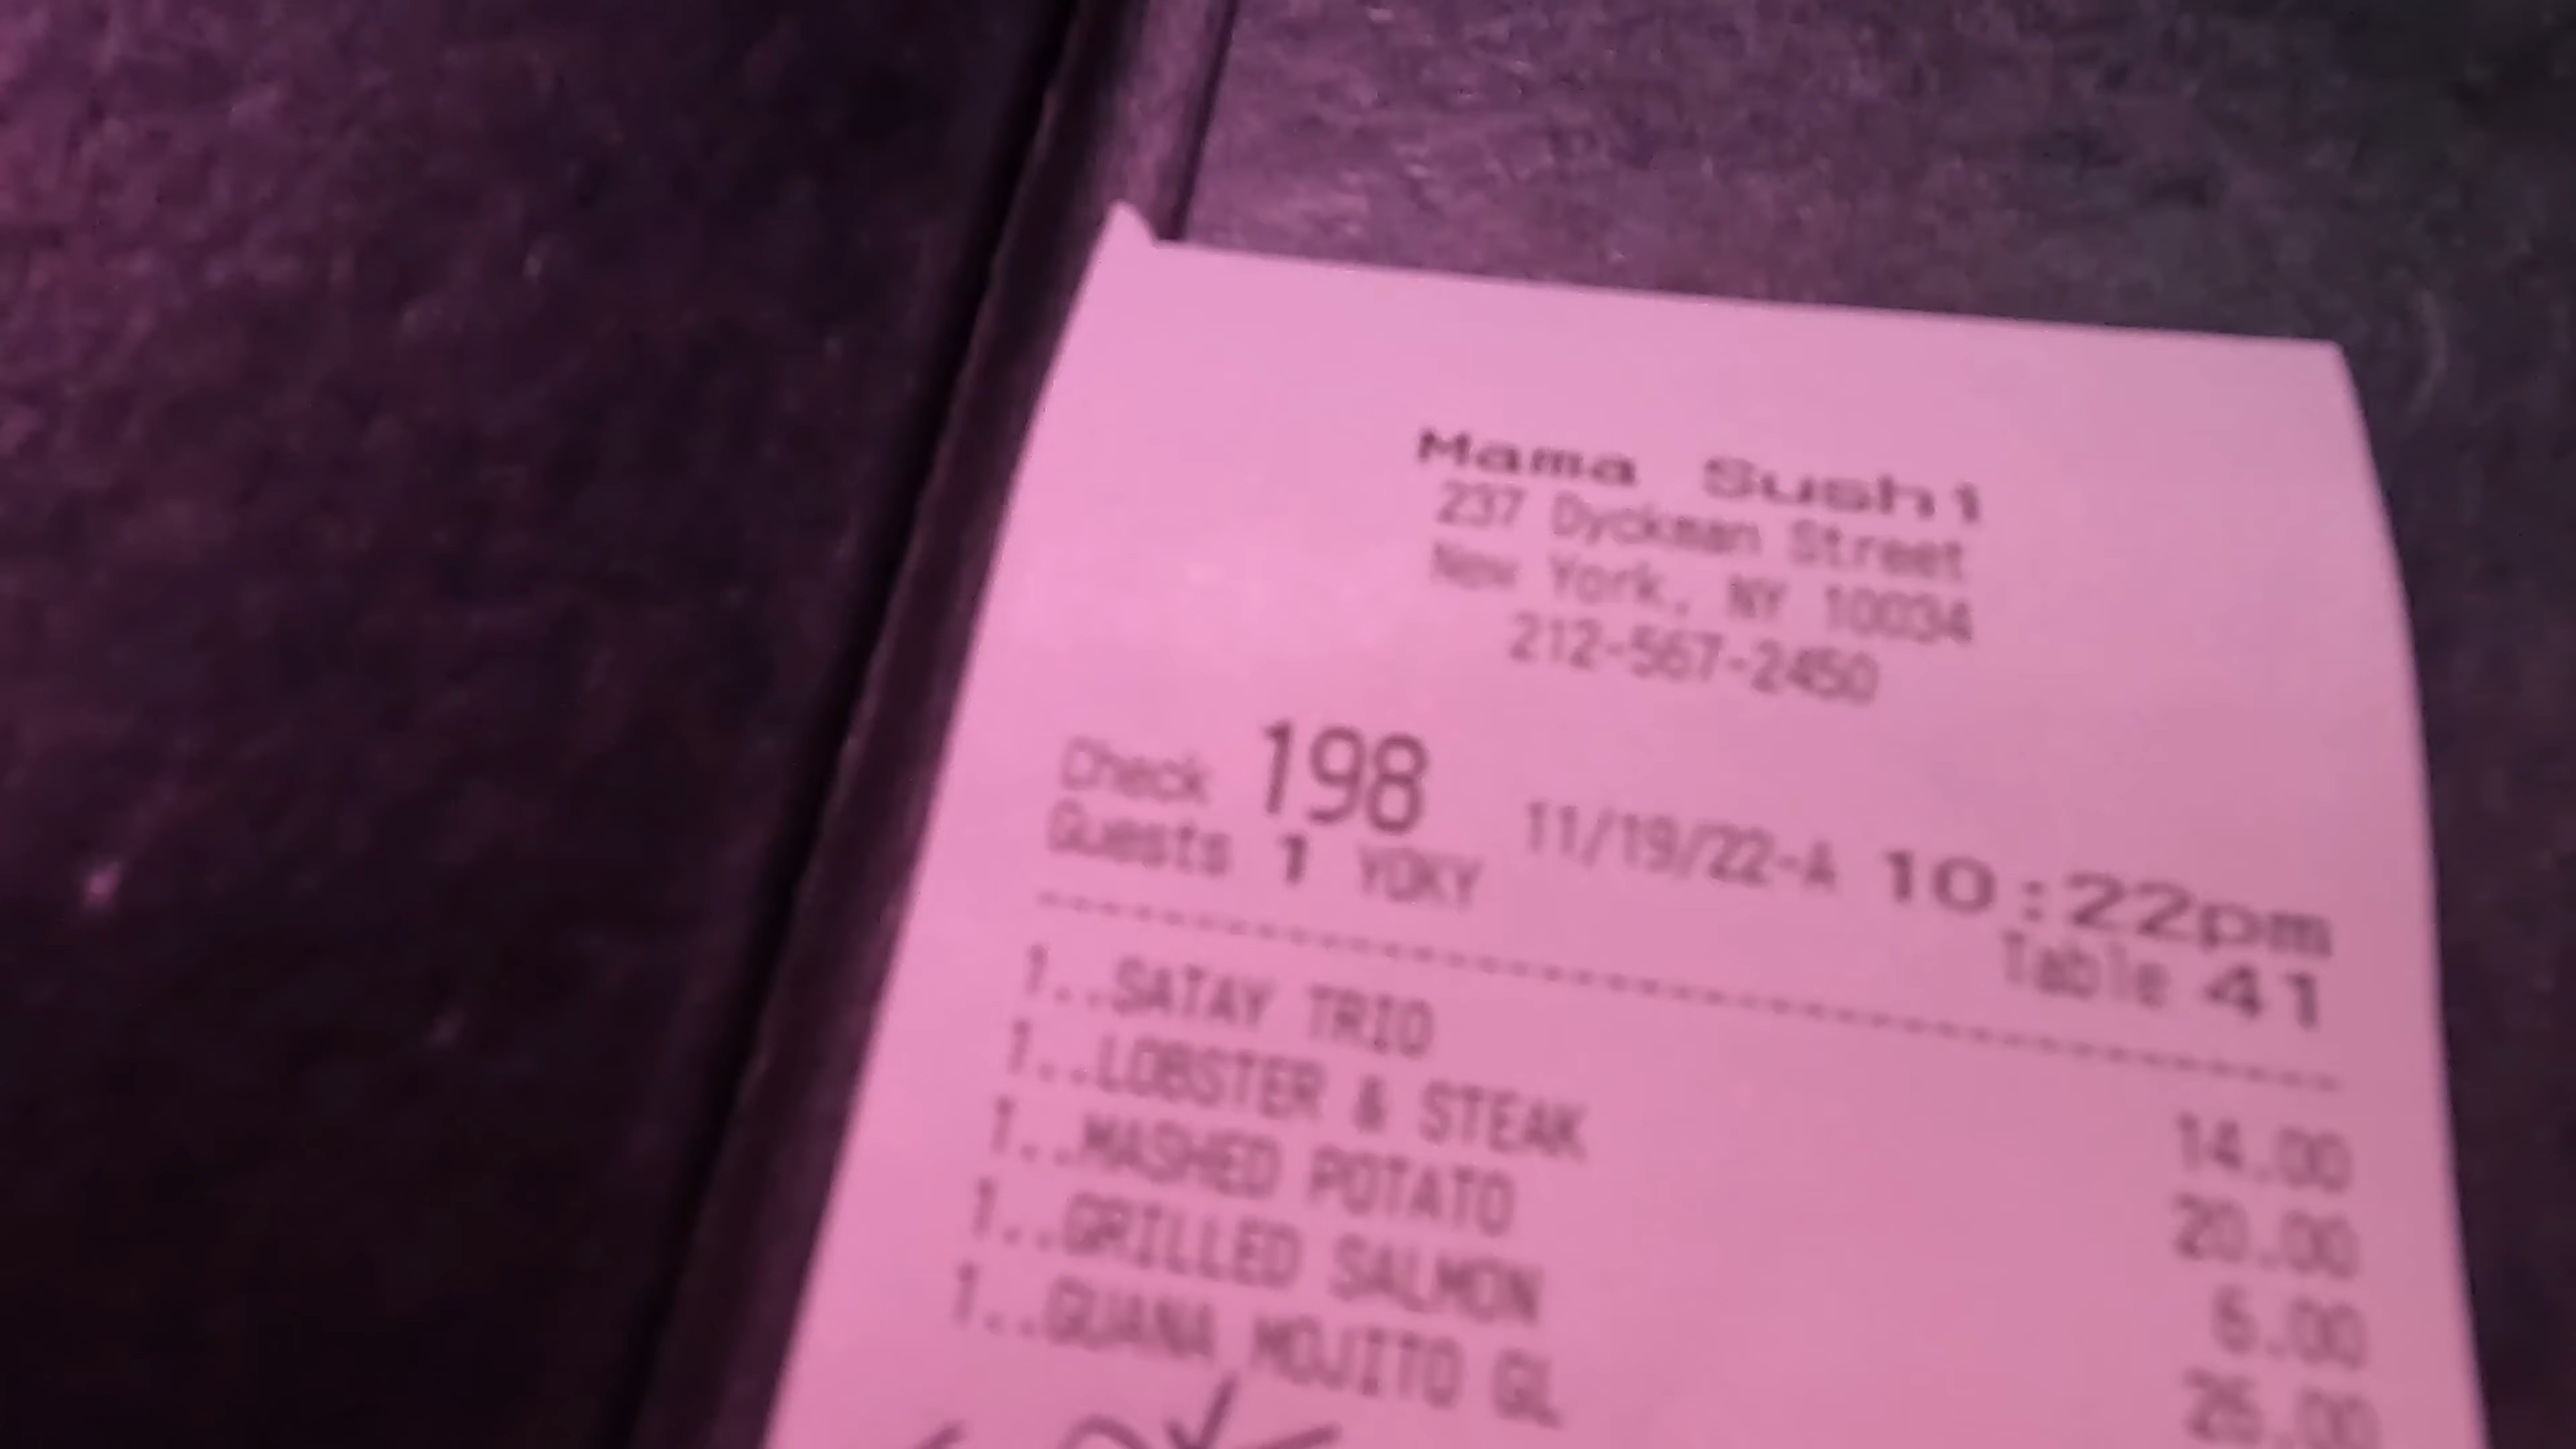 Mama Sushi
237 Dyckman Street
New York, NY 10034
212-567-2450
Check 198 11/19/22-A 10:22pm
Guests 1 YOKY Table 41
1..SATAY TRIO 14.00
1..LOBSTER & STEAK 20.00
1..MASHED POTATO 6.00
1..GRILLED SALMON 26.00
1..GUANA MOJITO GL